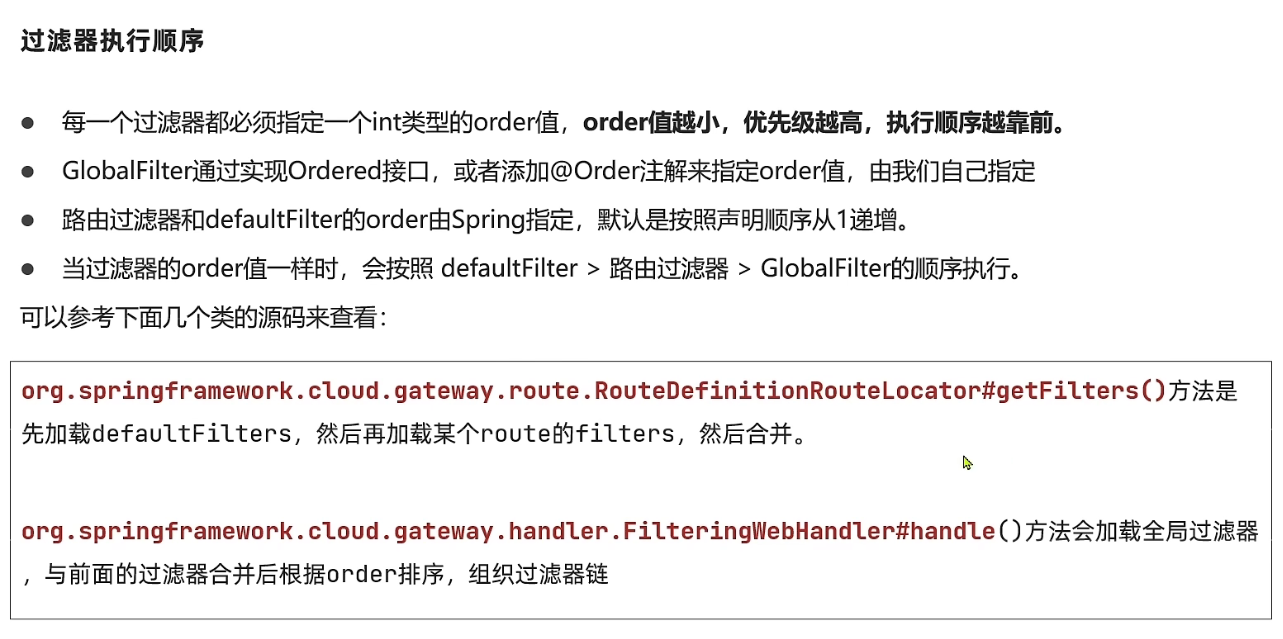 过滤器执行顺序
● 每一个过滤器都必须指定一个int类型的order值，order值越小，优先级越高，执行顺序越靠前。
● GlobalFilter通过实现Ordered接口，或者添加@Order注解来指定order值，由我们自己指定
● 路由过滤器和defaultFilter的order由Spring指定，默认是按照声明顺序从1递增。
● 当过滤器的order值一样时，会按照 defaultFilter > 路由过滤器 > GlobalFilter的顺序执行。
可以参考下面几个类的源码来查看：
org.springframework.cloud.gateway.route.RouteDefinitionRouteLocator#getFilters()方法是
先加载defaultFilters，然后再加载某个route的filters，然后合并。
org.springframework.cloud.gateway.handler.FilteringWebHandler#handle()方法会加载全局过滤器
，与前面的过滤器合并后根据order排序，组织过滤器链